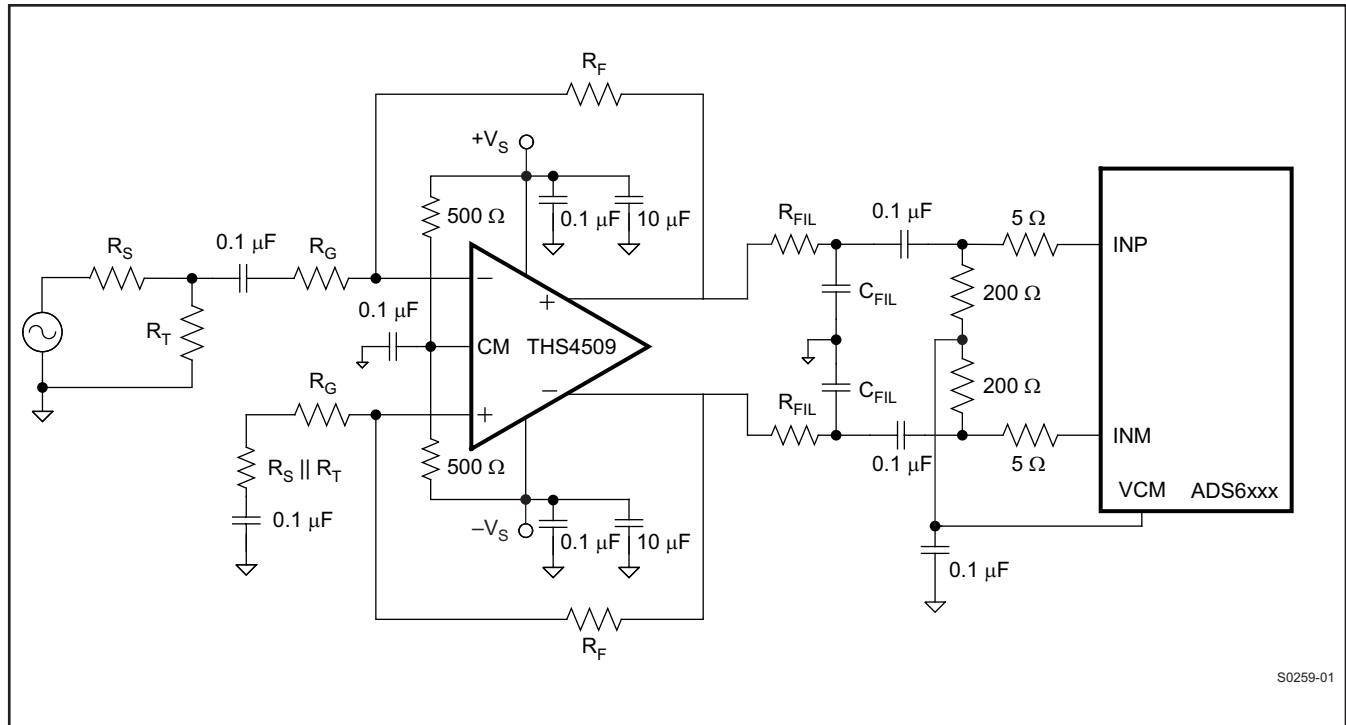 R_F
+V_S
500 Ω
0.1 μF
10 μF
R_S
0.1 μF
R_G
R_FIL
0.1 μF
5 Ω
INP
−
+
C_FIL
200 Ω
R_T
0.1 μF
CM
THS4509
R_G
+
−
R_FIL
C_FIL
200 Ω
5 Ω
INM
0.1 μF
R_S || R_T
500 Ω
VCM
ADS6xxx
0.1 μF
−V_S
0.1 μF
10 μF
0.1 μF
R_F
S0259-01